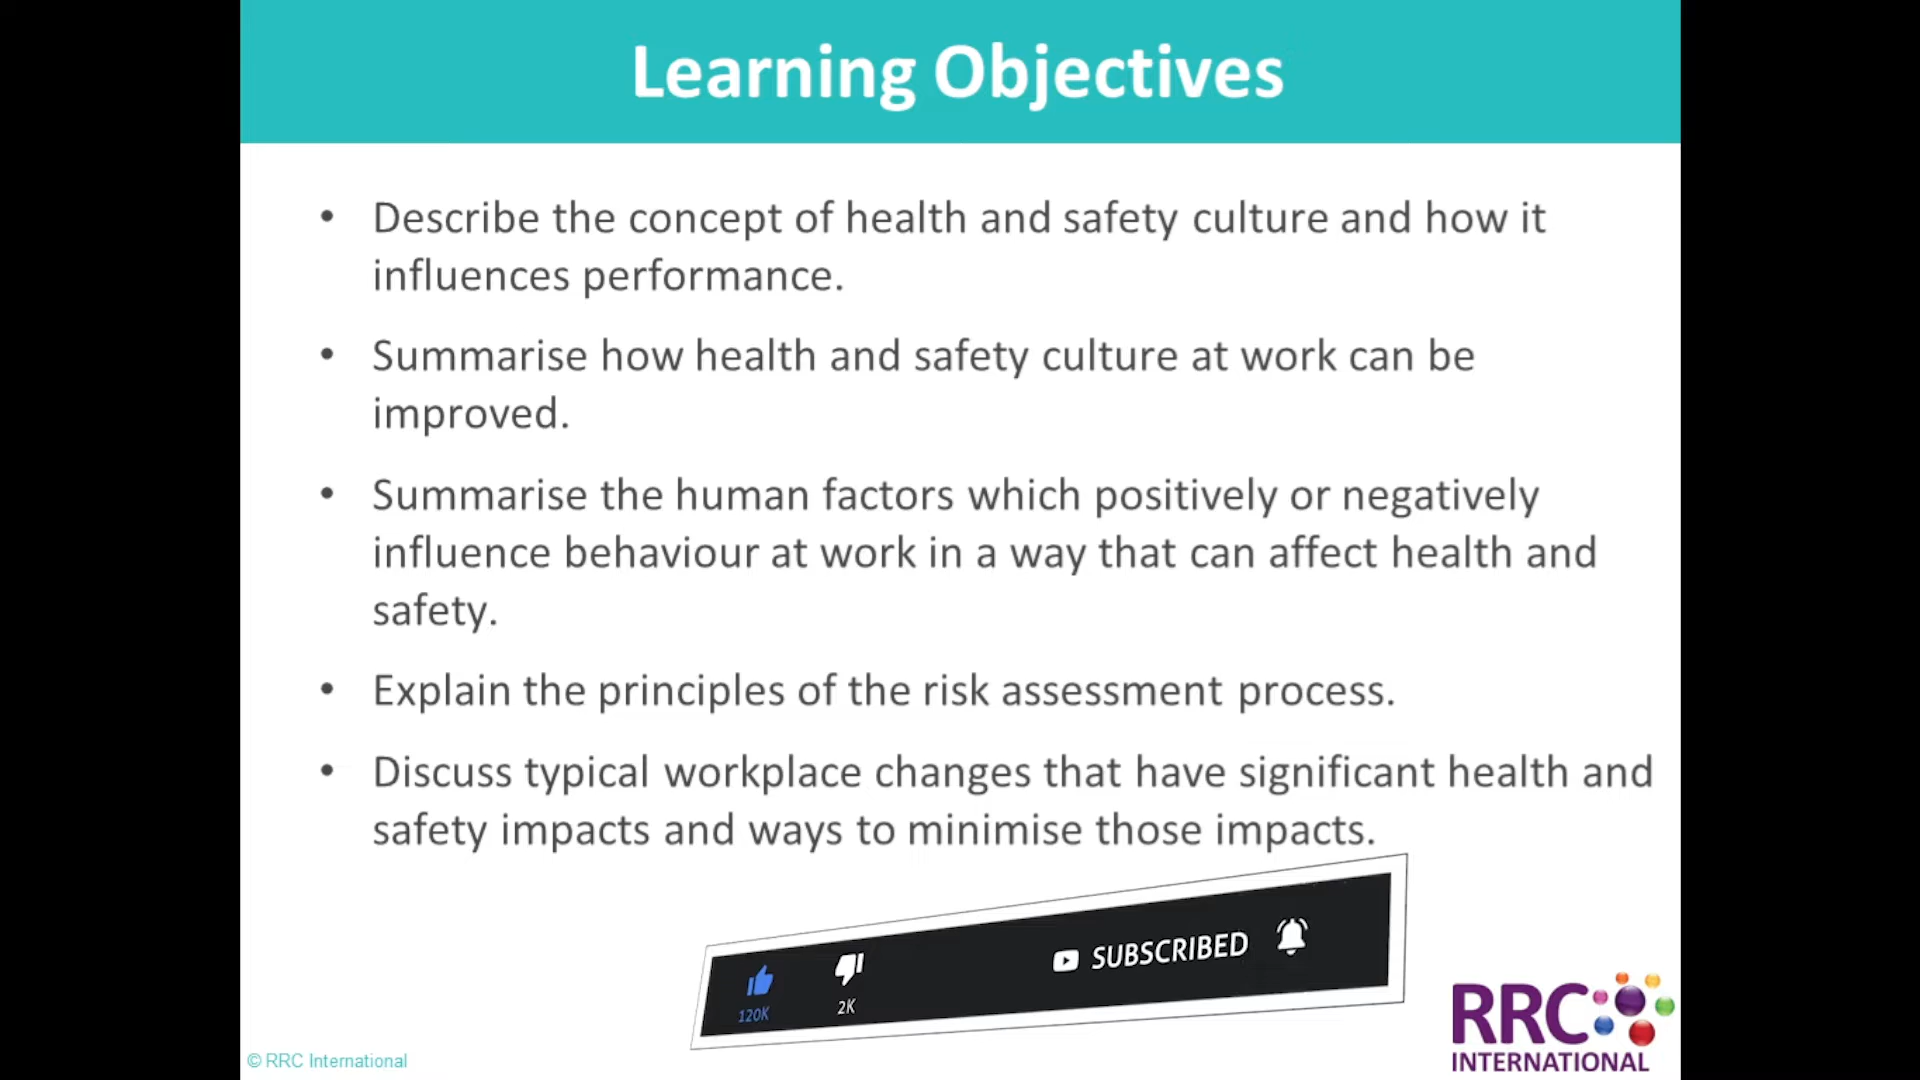 Learning Objectives
• Describe the concept of health and safety culture and how it
influences performance.
• Summarise how health and safety culture at work can be
improved.
• Summarise the human factors which positively or negatively
influence behaviour at work in a way that can affect health and
safety.
• Explain the principles of the risk assessment process.
• Discuss typical workplace changes that have significant health and
safety impacts and ways to minimise those impacts.
SUBSCRIBED
120K
2K
RRC
INTERNATIONAL
© RRC International